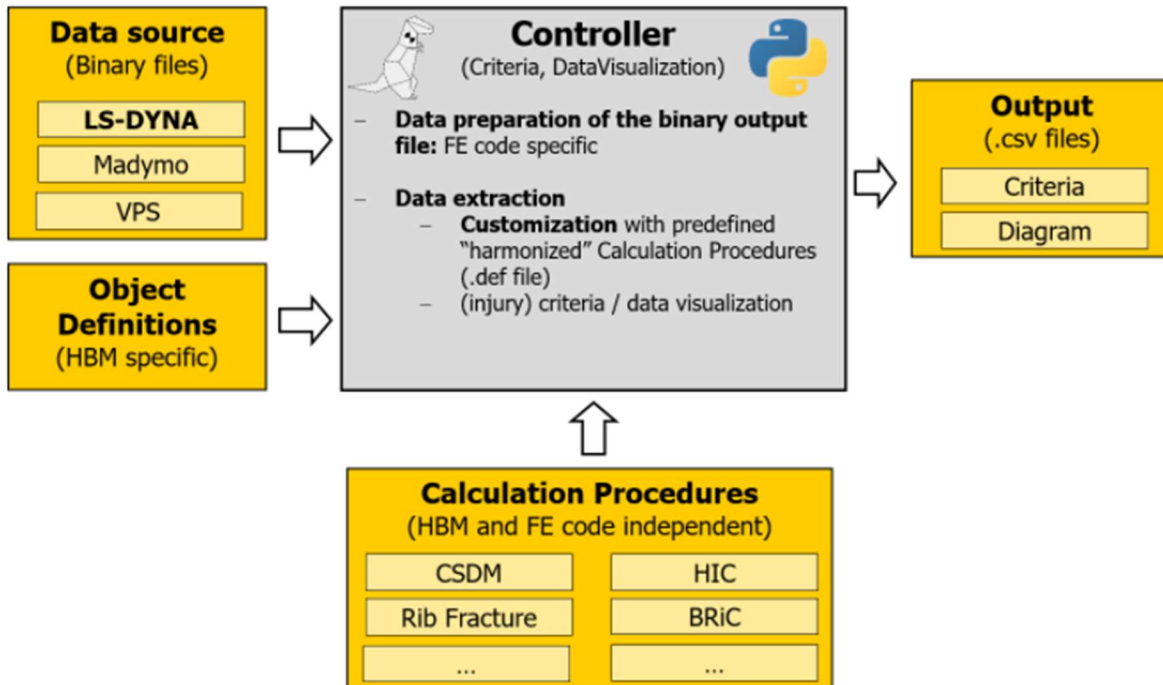 Data source
(Binary files)
LS-DYNA
Madymo
VPS
Object
Definitions
(HBM specific)
Controller
(Criteria, DataVisualization)
– Data preparation of the binary output
file: FE code specific
– Data extraction
– Customization with predefined
“harmonized” Calculation Procedures
(.def file)
– (injury) criteria / data visualization
Output
(.csv files)
Criteria
Diagram
Calculation Procedures
(HBM and FE code independent)
CSDM
HIC
Rib Fracture
BRiC
...
...